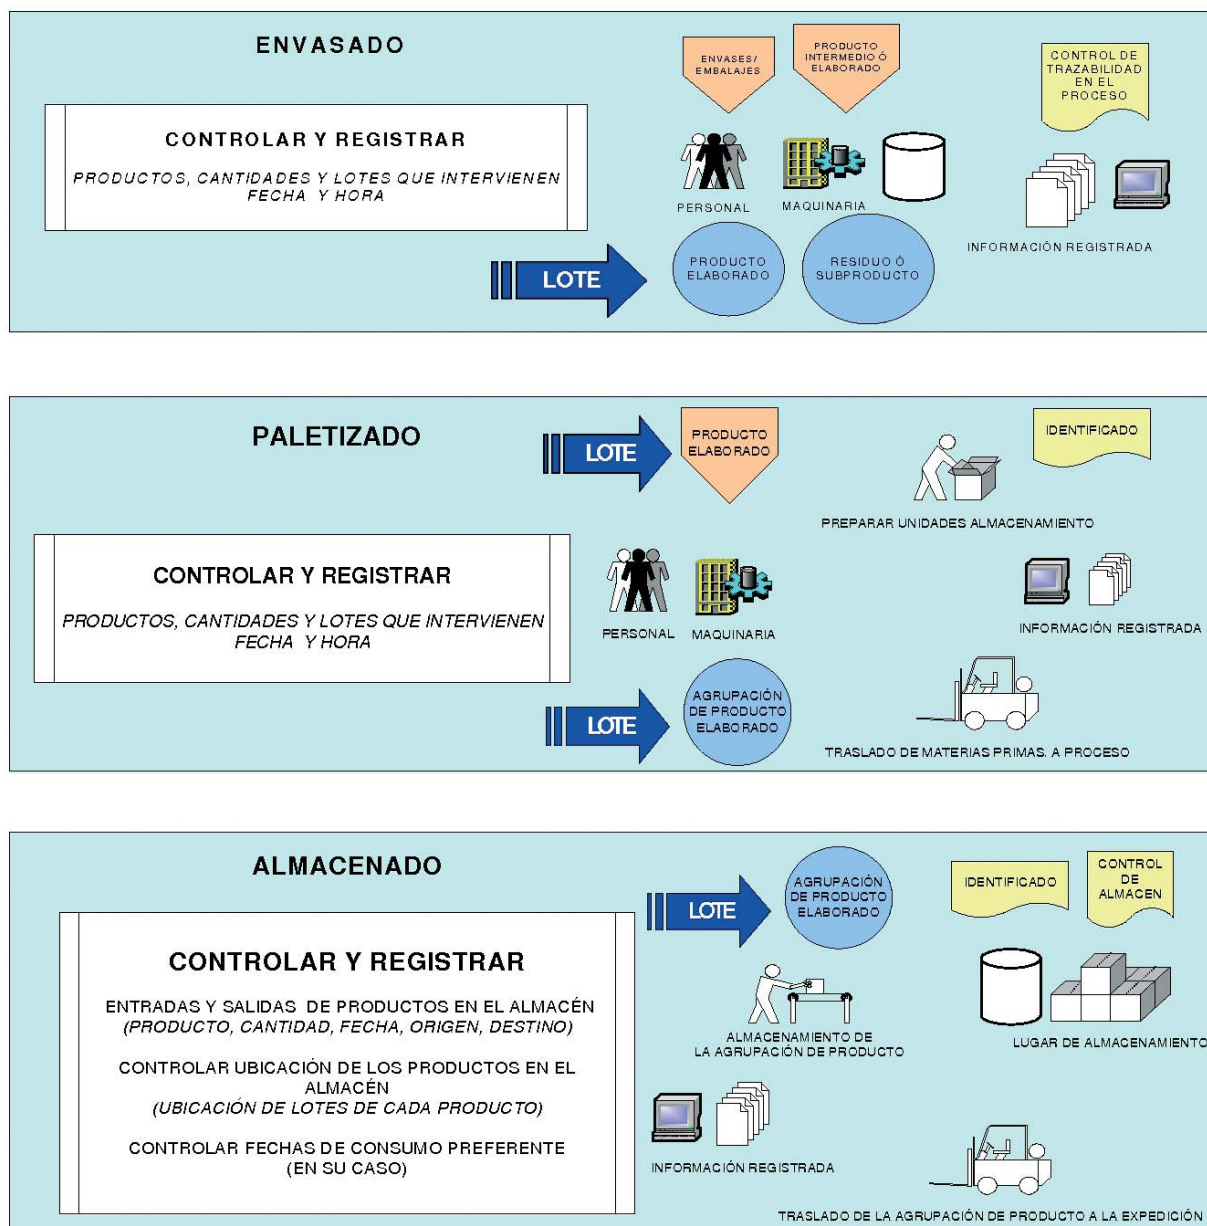 ENVASADO
CONTROLAR Y REGISTRAR
PRODUCTOS, CANTIDADES Y LOTES QUE INTERVIENEN
FECHA Y HORA
ENVASES/
EMBALAJES
PRODUCTO
INTERMEDIO Ó
ELABORADO
CONTROL DE
TRAZABILIDAD
EN EL
PROCESO
PERSONAL
MAQUINARIA
INFORMACIÓN REGISTRADA
LOTE
PRODUCTO
ELABORADO
RESIDUO Ó
SUBPRODUCTO
PALETIZADO
LOTE
PRODUCTO
ELABORADO
IDENTIFICADO
PREPARAR UNIDADES ALMACENAMIENTO
CONTROLAR Y REGISTRAR
PRODUCTOS, CANTIDADES Y LOTES QUE INTERVIENEN
FECHA Y HORA
PERSONAL
MAQUINARIA
INFORMACIÓN REGISTRADA
LOTE
AGRUPACIÓN
DE PRODUCTO
ELABORADO
TRASLADO DE MATERIAS PRIMAS. A PROCESO
ALMACENADO
LOTE
AGRUPACIÓN
DE PRODUCTO
ELABORADO
IDENTIFICADO
CONTROL
DE
ALMACEN
CONTROLAR Y REGISTRAR
ENTRADAS Y SALIDAS DE PRODUCTOS EN EL ALMACÉN
(PRODUCTO, CANTIDAD, FECHA, ORIGEN, DESTINO)
CONTROLAR UBICACIÓN DE LOS PRODUCTOS EN EL
ALMACÉN
(UBICACIÓN DE LOTES DE CADA PRODUCTO)
CONTROLAR FECHAS DE CONSUMO PREFERENTE
(EN SU CASO)
ALMACENAMIENTO DE
LA AGRUPACIÓN DE PRODUCTO
LUGAR DE ALMACENAMIENTO
INFORMACIÓN REGISTRADA
TRASLADO DE LA AGRUPACIÓN DE PRODUCTO A LA EXPEDICIÓN